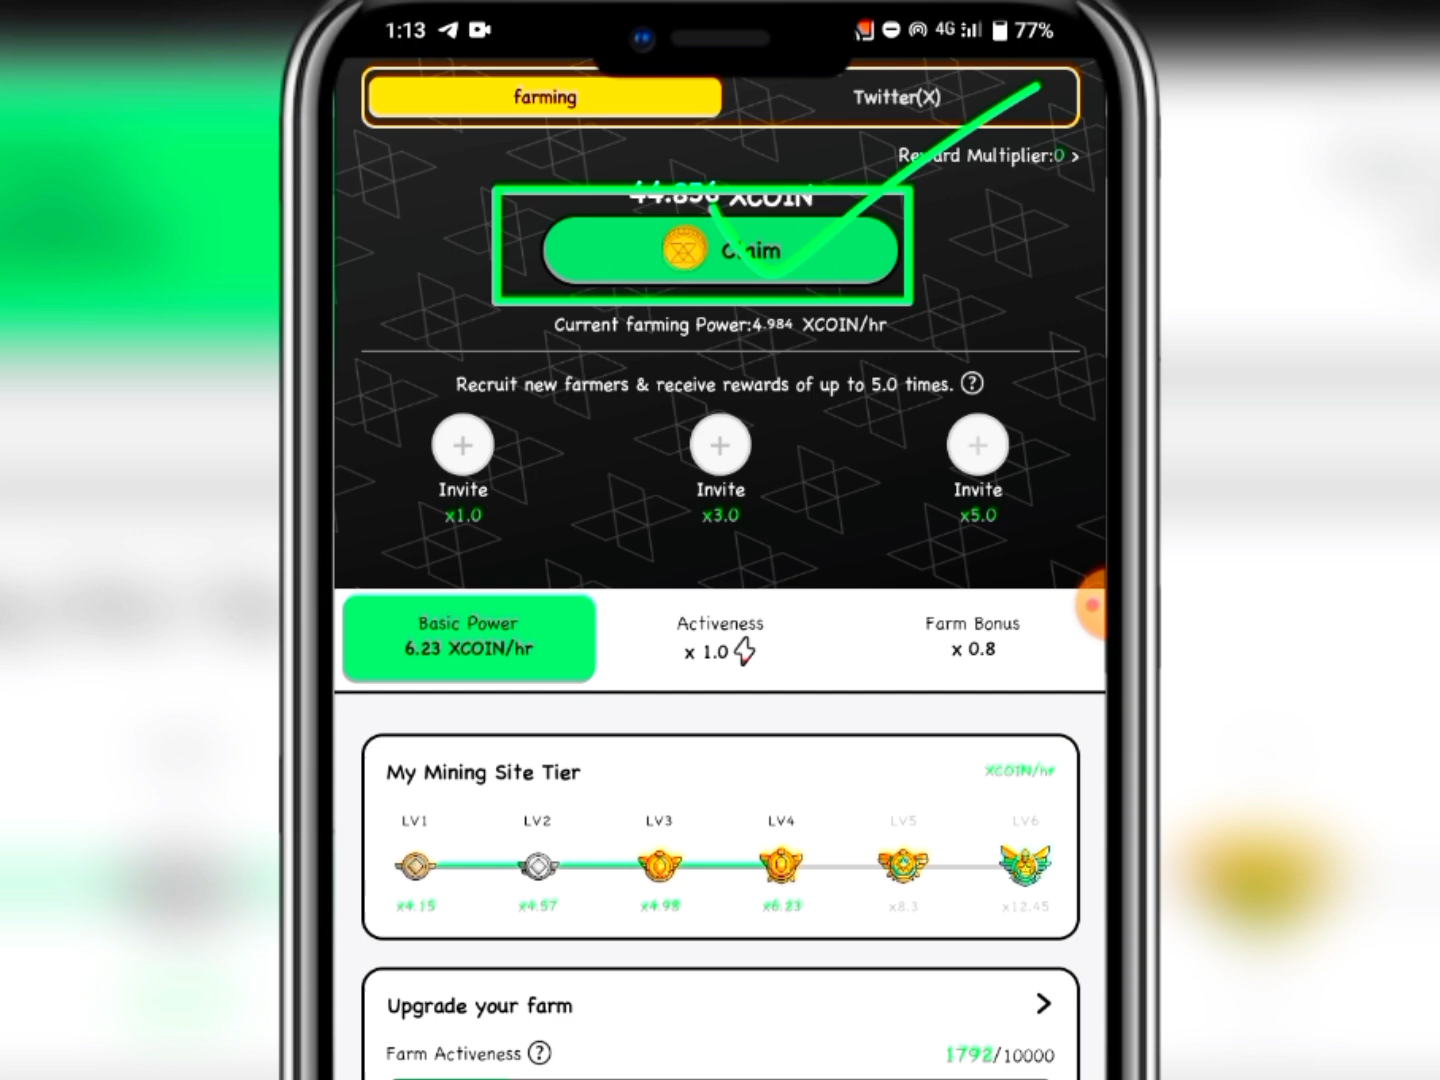 1:13 4G 77%
farming Twitter(X)
Reward Multiplier:0 >
44.856 XCOIN
Claim
Current farming Power:4.984 XCOIN/hr
Recruit new farmers & receive rewards of up to 5.0 times. ?
Invite Invite Invite
x1.0 x3.0 x5.0
Basic Power Activeness Farm Bonus
6.23 XCOIN/hr x 1.0 x 0.8
My Mining Site Tier XCOIN/hr
LV1 LV2 LV3 LV4 LV5 LV6
x4.15 x4.57 x4.98 x6.23 x8.3 x12.45
Upgrade your farm >
Farm Activeness ? 1792/10000